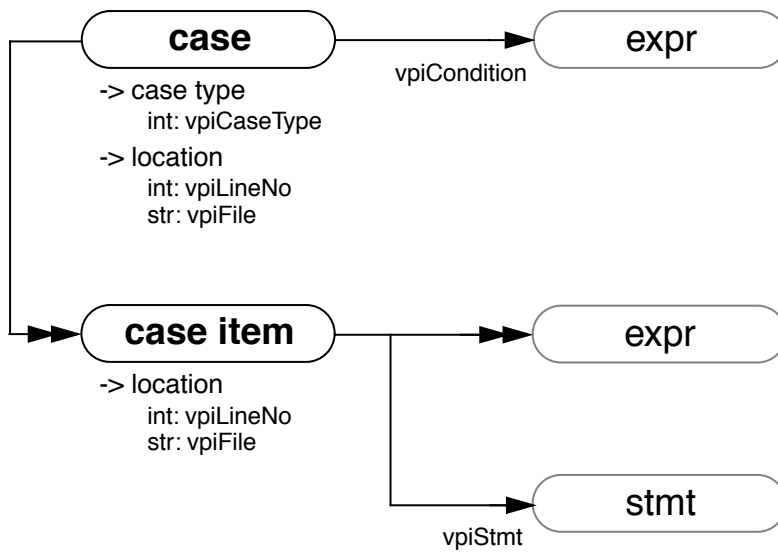 case
expr
vpiCondition
-> case type
int: vpiCaseType
-> location
int: vpiLineNo
str: vpiFile
case item
expr
-> location
int: vpiLineNo
str: vpiFile
stmt
vpiStmt